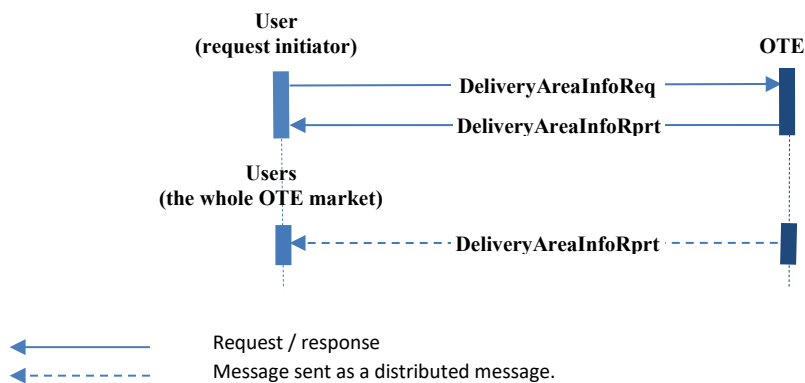 User
(request initiator)
OTE
DeliveryAreaInfoReq
DeliveryAreaInfoRprt
Users
(the whole OTE market)
DeliveryAreaInfoRprt
Request / response
Message sent as a distributed message.